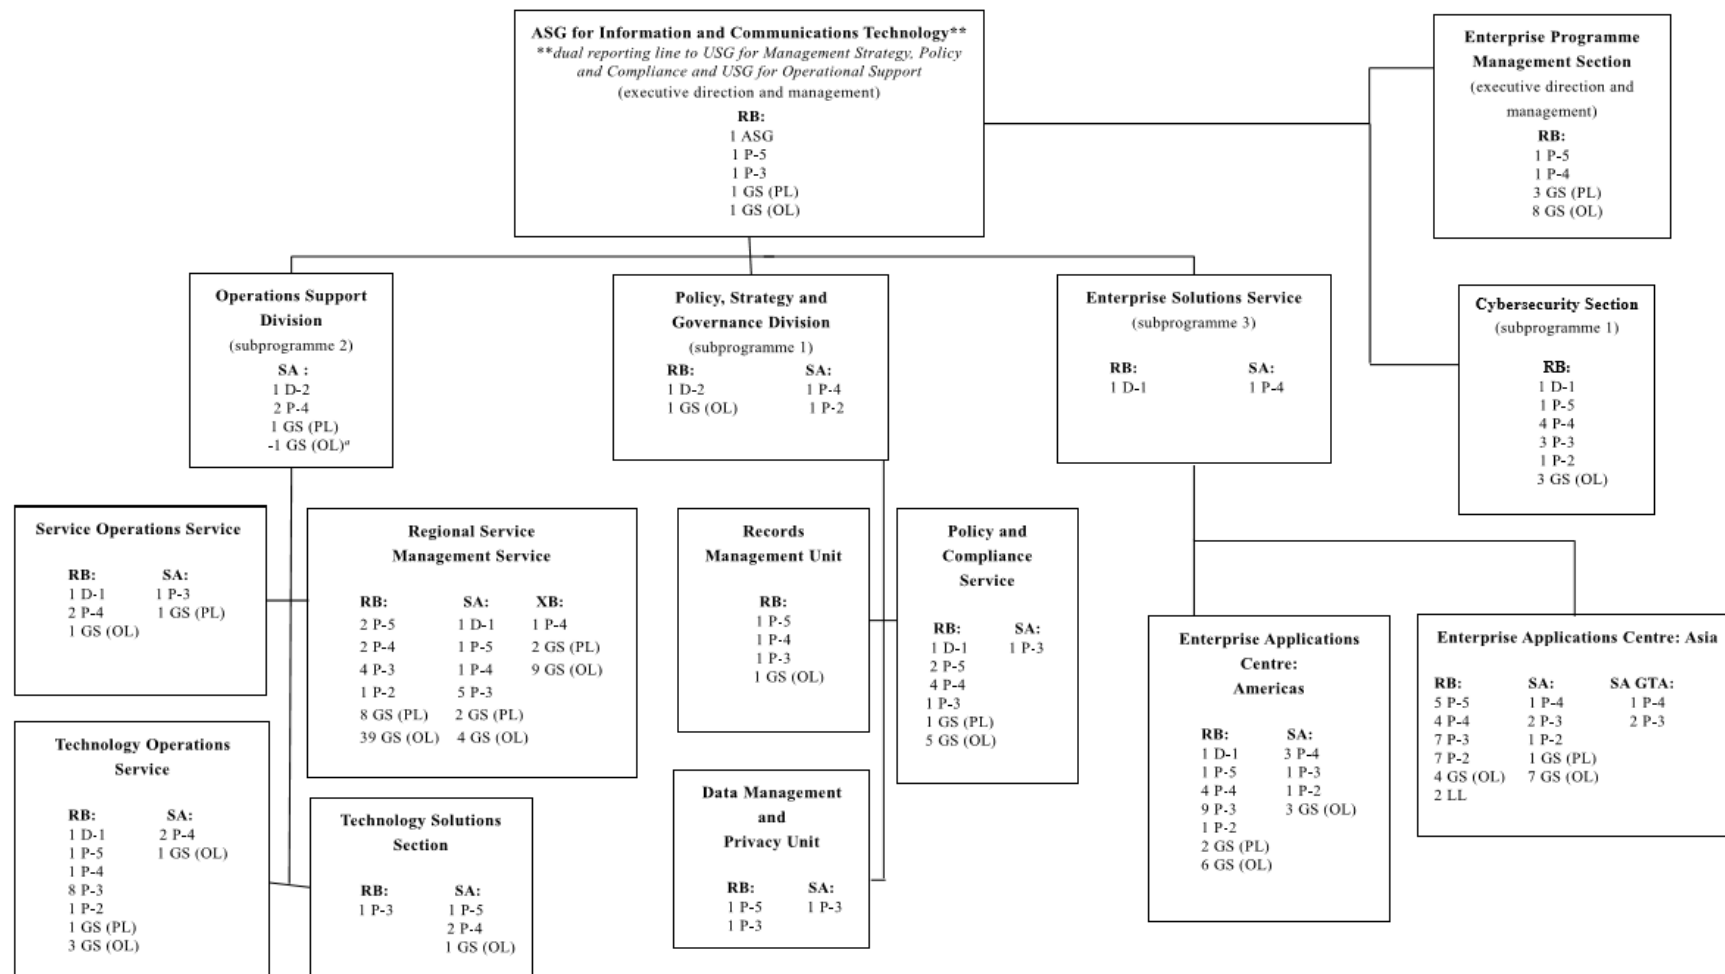 ASG for Information and Communications Technology**
**dual reporting line to USG for Management Strategy, Policy
and Compliance and USG for Operational Support
(executive direction and management)
RB:
1 ASG
1 P-5
1 P-3
1 GS (PL)
1 GS (OL)
Enterprise Programme
Management Section
(executive direction and
management)
RB:
1 P-5
1 P-4
3 GS (PL)
8 GS (OL)
Operations Support
Division
(subprogramme 2)
SA :
1 D-2
2 P-4
1 GS (PL)
-1 GS (OL)a
Policy, Strategy and
Governance Division
(subprogramme 1)
RB: SA:
1 D-2 1 P-4
1 GS (OL) 1 P-2
Enterprise Solutions Service
(subprogramme 3)
RB: SA:
1 D-1 1 P-4
Cybersecurity Section
(subprogramme 1)
RB:
1 D-1
1 P-5
4 P-4
3 P-3
1 P-2
3 GS (OL)
Service Operations Service
RB: SA:
1 D-1 1 P-3
2 P-4 1 GS (PL)
1 GS (OL)
Regional Service
Management Service
RB: SA: XB:
2 P-5 1 D-1 1 P-4
2 P-4 1 P-5 2 GS (PL)
4 P-3 1 P-4 9 GS (OL)
1 P-2 5 P-3
8 GS (PL) 2 GS (PL)
39 GS (OL) 4 GS (OL)
Records
Management Unit
RB:
1 P-5
1 P-4
1 P-3
1 GS (OL)
Policy and
Compliance
Service
RB: SA:
1 D-1 1 P-3
2 P-5
4 P-4
1 P-3
1 GS (PL)
5 GS (OL)
Enterprise Applications
Centre:
Americas
RB: SA:
1 D-1 3 P-4
1 P-5 1 P-3
4 P-4 1 P-2
9 P-3 3 GS (OL)
1 P-2
2 GS (PL)
6 GS (OL)
Enterprise Applications Centre: Asia
RB: SA: SA GTA:
5 P-5 1 P-4 1 P-4
4 P-4 2 P-3 2 P-3
7 P-3 1 P-2
7 P-2 1 GS (PL)
4 GS (OL) 7 GS (OL)
2 LL
Technology Operations
Service
RB: SA:
1 D-1 2 P-4
1 P-5 1 GS (OL)
1 P-4
8 P-3
1 P-2
1 GS (PL)
3 GS (OL)
Technology Solutions
Section
RB: SA:
1 P-3 1 P-5
2 P-4
1 GS (OL)
Data Management
and
Privacy Unit
RB: SA:
1 P-5 1 P-3
1 P-3